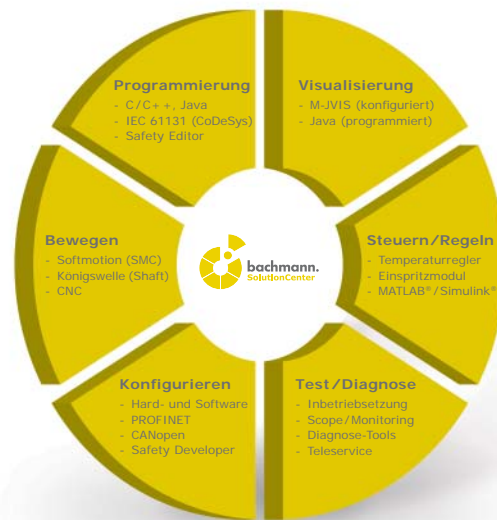 Programmierung
- C/C++, Java
- IEC 61131 (CoDeSys)
- Safety Editor
Visualisierung
- M-JVIS (konfiguriert)
- Java (programmiert)
Bewegen
- Softmotion (SMC)
- Königswelle (Shaft)
- CNC
bachmann.
SolutionCenter
Steuern/Regeln
- Temperaturregler
- Einspritzmodul
- MATLAB®/Simulink®
Konfigurieren
- Hard- und Software
- PROFINET
- CANopen
- Safety Developer
Test/Diagnose
- Inbetriebsetzung
- Scope/Monitoring
- Diagnose-Tools
- Teleservice